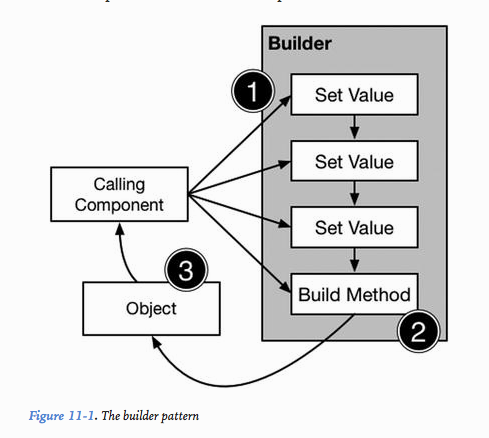 Builder
1
Set Value
Set Value
Calling
Component
Set Value
3
Object
Build Method
2
Figure 11-1. The builder pattern